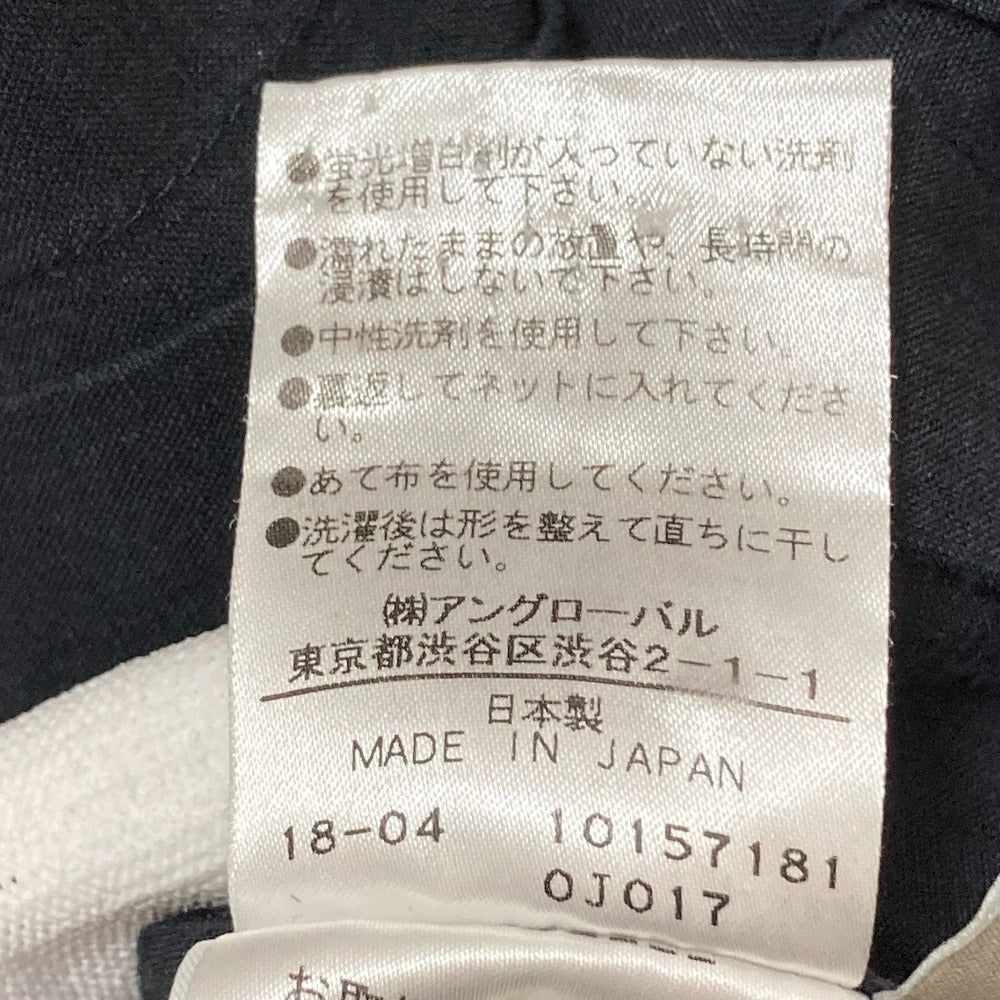 ●蛍光増白剤が入っていない洗剤
を使用して下さい。
●濡れたままの放置や、長時間の
浸漬はしないで下さい。
●中性洗剤を使用して下さい。
●裏返してネットに入れてくださ
い。
●あて布を使用してください。
●洗濯後は形を整えて直ちに干し
てください。
㈱アングローバル
東京都渋谷区渋谷2-1-1
日本製
MADE IN JAPAN
18-04 10157181
0J017